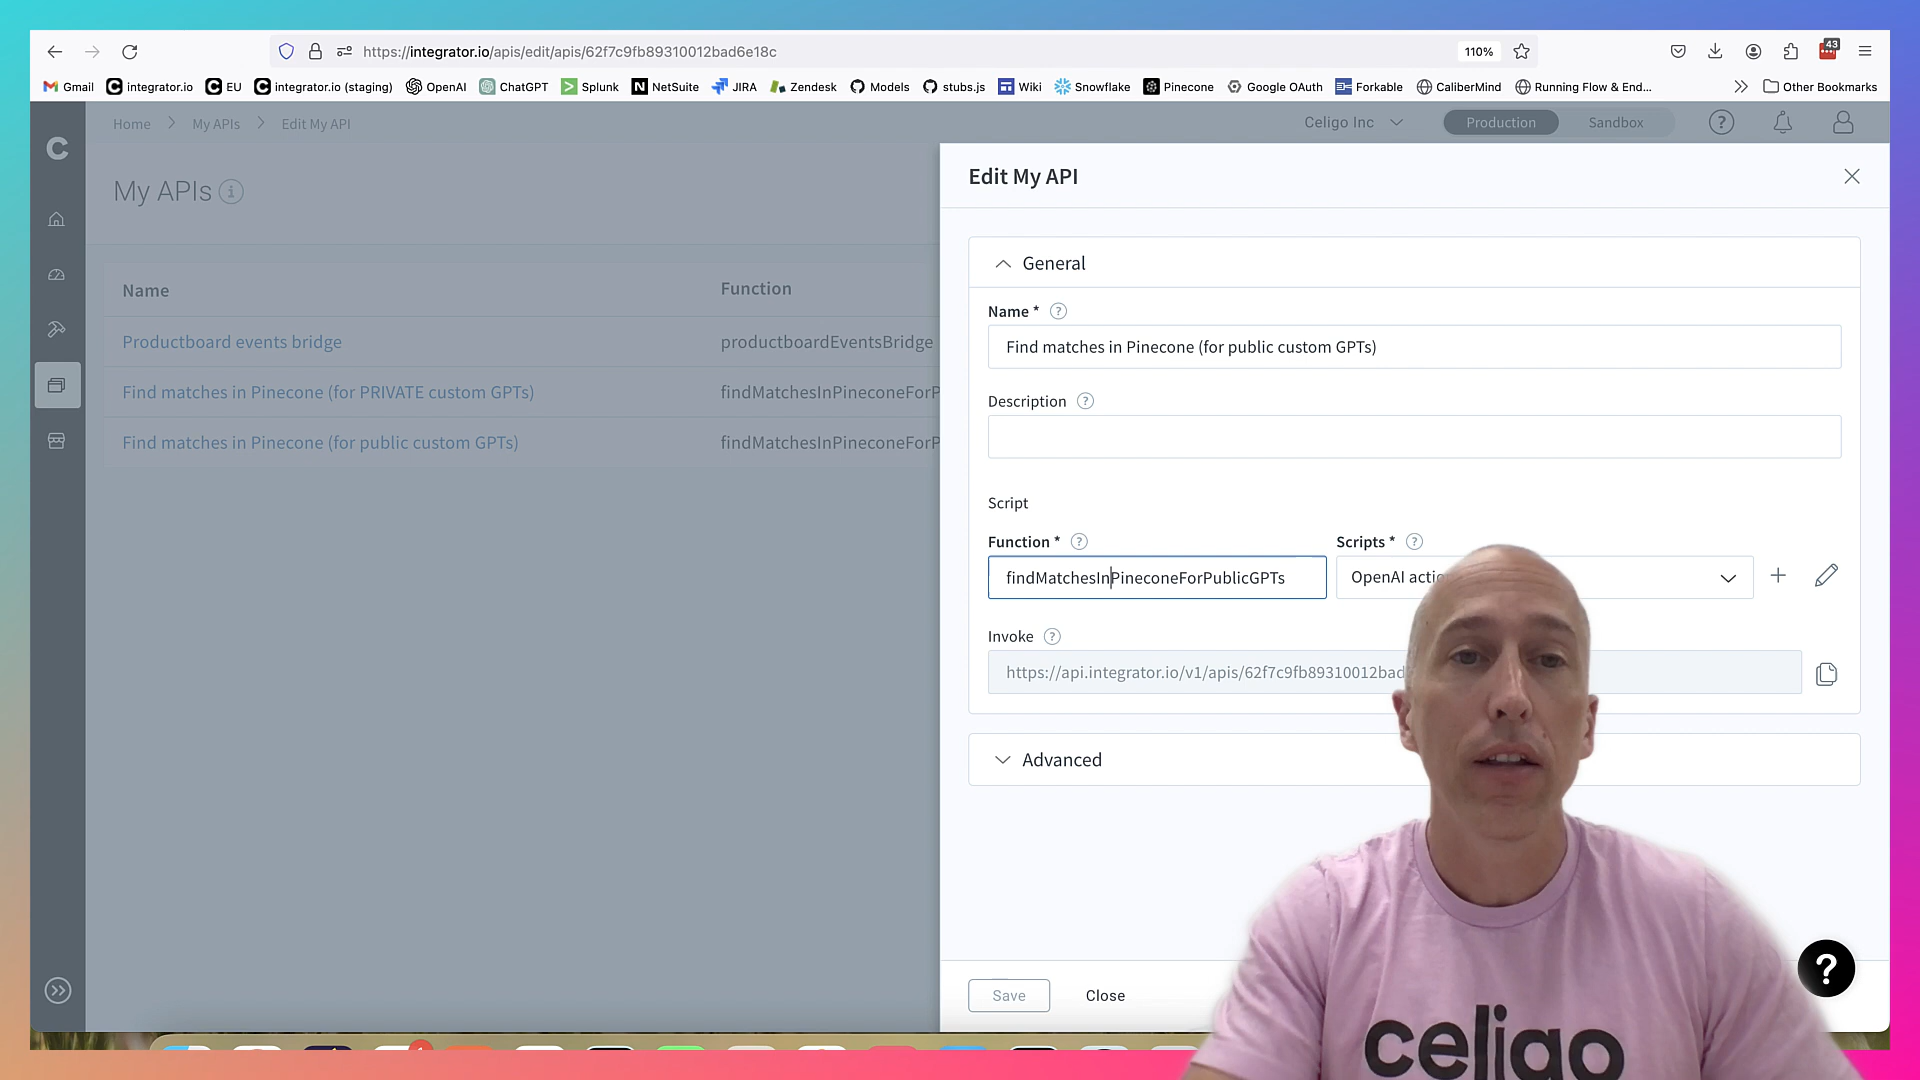 https://integrator.io/apis/edit/apis/62f7c9fb89310012bad6e18c
110%
43
Gmail
integrator.io
EU
integrator.io (staging)
OpenAI
ChatGPT
Splunk
NetSuite
JIRA
Zendesk
Models
stubs.js
Wiki
Snowflake
Pinecone
Google OAuth
Forkable
CaliberMind
Running Flow & End...
Other Bookmarks
Home
My APIs
Edit My API
Celigo Inc
Production
Sandbox
My APIs
Name
Function
Productboard events bridge
productboardEventsBridge
Find matches in Pinecone (for PRIVATE custom GPTs)
findMatchesInPineconeForP
Find matches in Pinecone (for public custom GPTs)
findMatchesInPineconeForP
Edit My API
General
Name *
Find matches in Pinecone (for public custom GPTs)
Description
Script
Function *
Scripts *
findMatchesInPineconeForPublicGPTs
OpenAI actio
Invoke
https://api.integrator.io/v1/apis/62f7c9fb89310012bad
Advanced
Save
Close
celigo